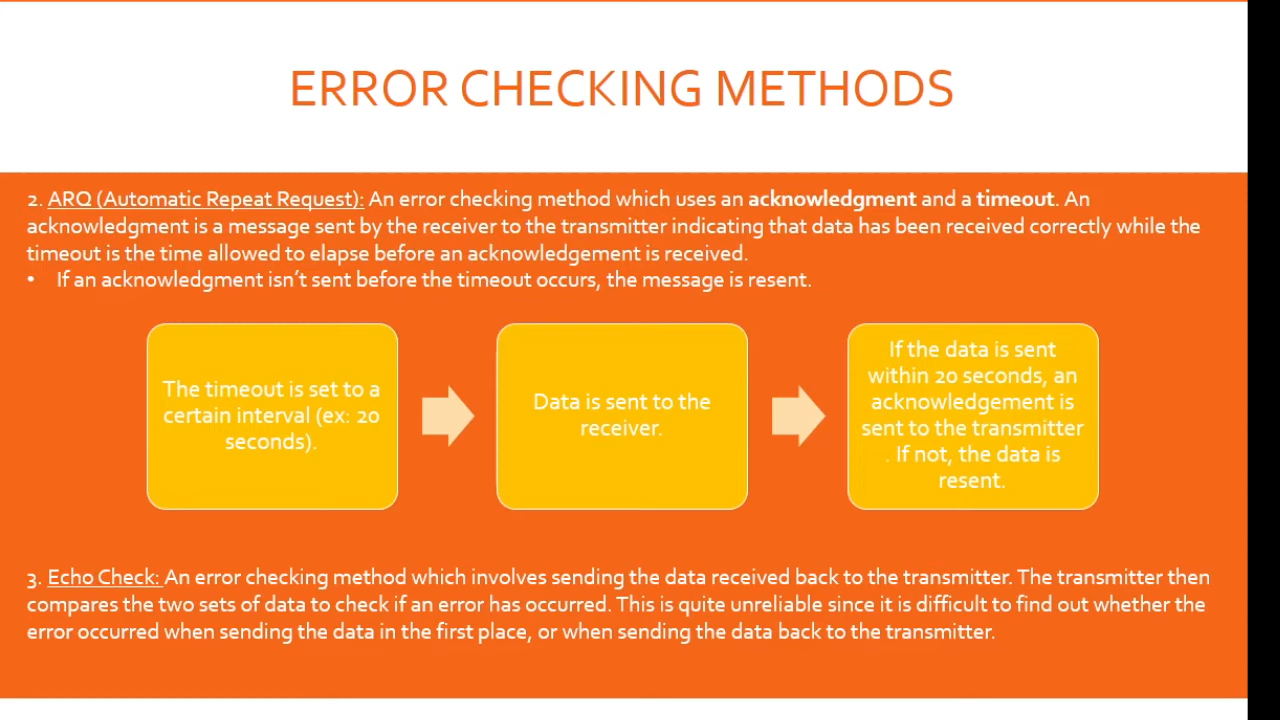 ERROR CHECKING METHODS
2. ARQ (Automatic Repeat Request): An error checking method which uses an acknowledgment and a timeout. An
acknowledgment is a message sent by the receiver to the transmitter indicating that data has been received correctly while the
timeout is the time allowed to elapse before an acknowledgement is received.
• If an acknowledgment isn't sent before the timeout occurs, the message is resent.
The timeout is set to a
certain interval (ex: 20
seconds).
Data is sent to the
receiver.
If the data is sent
within 20 seconds, an
acknowledgement is
sent to the transmitter
. If not, the data is
resent.
3. Echo Check: An error checking method which involves sending the data received back to the transmitter. The transmitter then
compares the two sets of data to check if an error has occurred. This is quite unreliable since it is difficult to find out whether the
error occurred when sending the data in the first place, or when sending the data back to the transmitter.